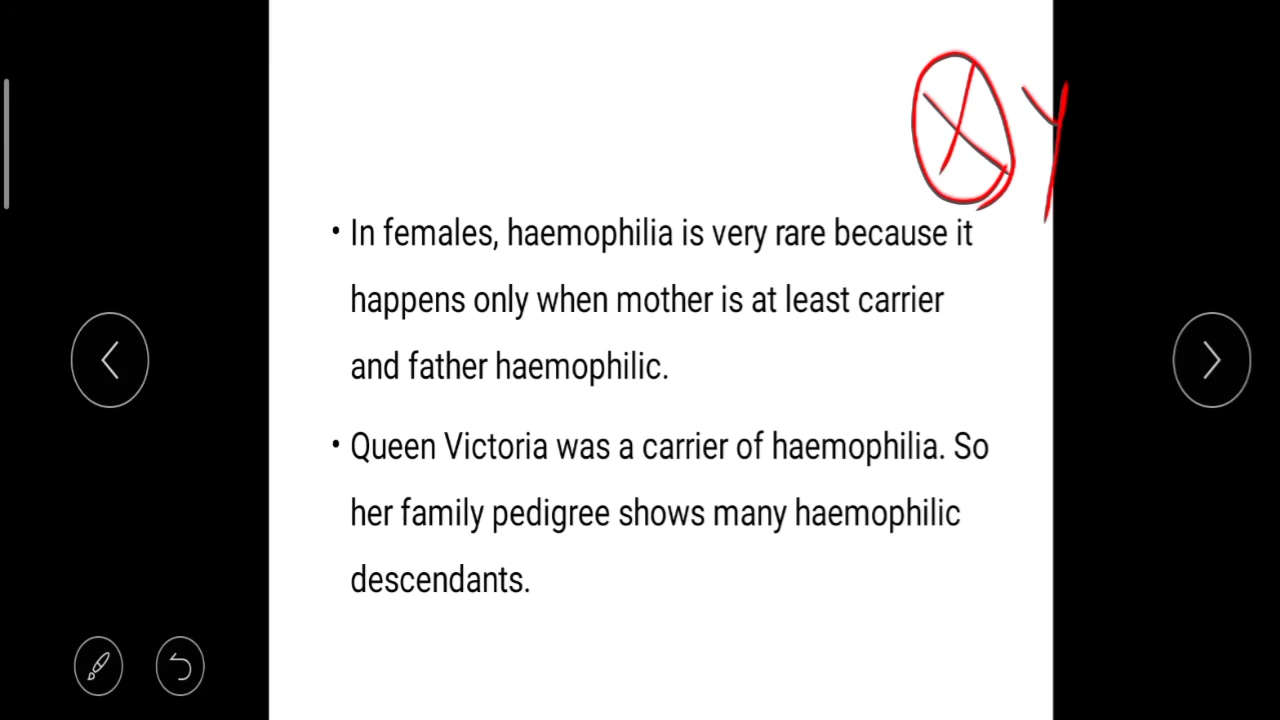 X Y
• In females, haemophilia is very rare because it
happens only when mother is at least carrier
and father haemophilic.
• Queen Victoria was a carrier of haemophilia. So
her family pedigree shows many haemophilic
descendants.